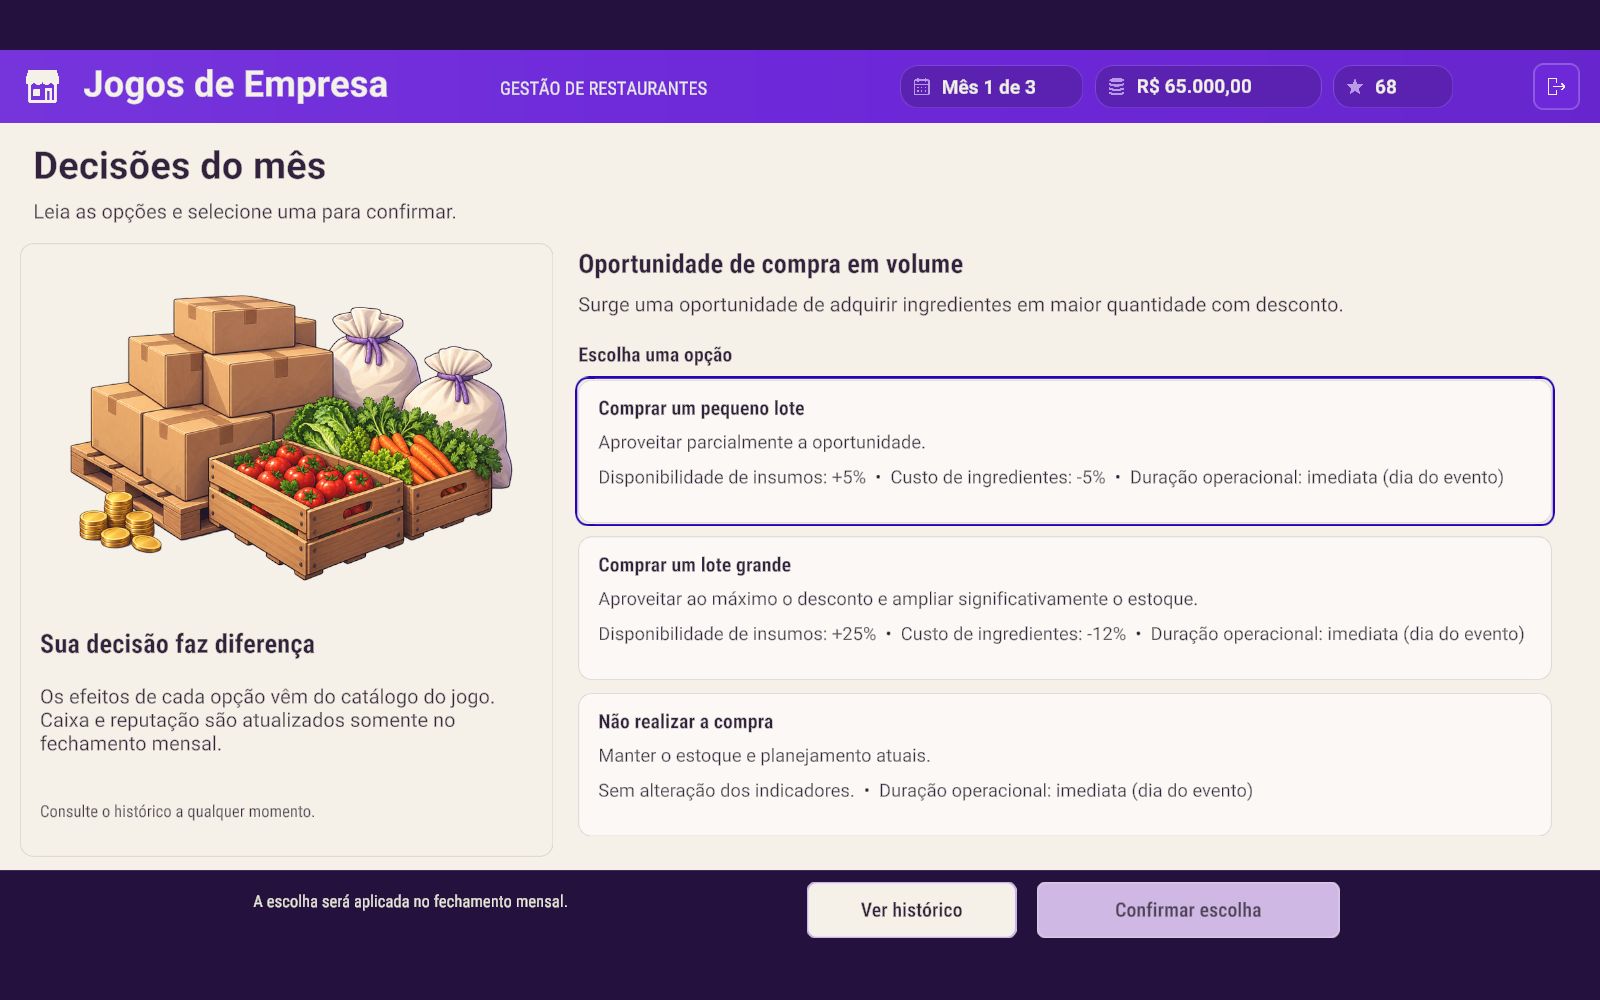 Jogos de Empresa
GESTÃO DE RESTAURANTES
Mês 1 de 3
R$ 65.000,00
68
Decisões do mês
Leia as opções e selecione uma para confirmar.
Sua decisão faz diferença
Os efeitos de cada opção vêm do catálogo do jogo.
Caixa e reputação são atualizados somente no
fechamento mensal.
Consulte o histórico a qualquer momento.
Oportunidade de compra em volume
Surge uma oportunidade de adquirir ingredientes em maior quantidade com desconto.
Escolha uma opção
Comprar um pequeno lote
Aproveitar parcialmente a oportunidade.
Disponibilidade de insumos: +5% • Custo de ingredientes: -5% • Duração operacional: imediata (dia do evento)
Comprar um lote grande
Aproveitar ao máximo o desconto e ampliar significativamente o estoque.
Disponibilidade de insumos: +25% • Custo de ingredientes: -12% • Duração operacional: imediata (dia do evento)
Não realizar a compra
Manter o estoque e planejamento atuais.
Sem alteração dos indicadores. • Duração operacional: imediata (dia do evento)
A escolha será aplicada no fechamento mensal.
Ver histórico
Confirmar escolha